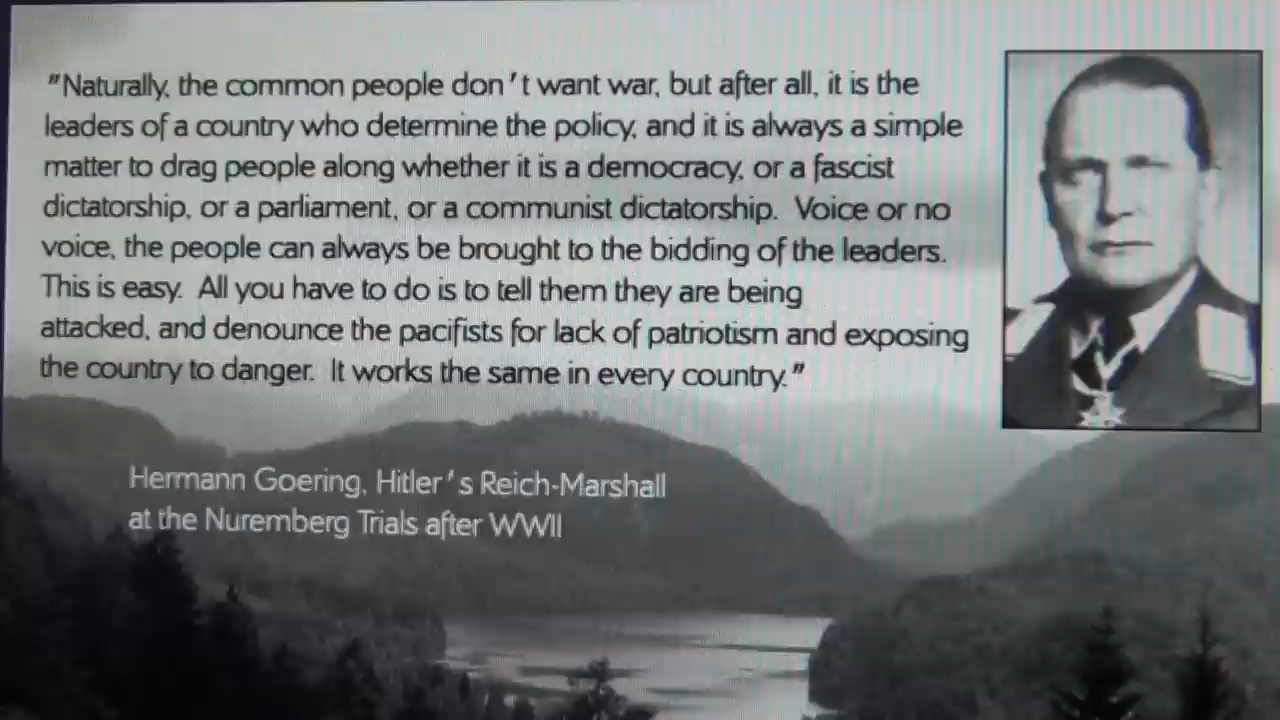 "Naturally, the common people don't want war, but after all, it is the
leaders of a country who determine the policy, and it is always a simple
matter to drag people along whether it is a democracy, or a fascist
dictatorship, or a parliament, or a communist dictatorship. Voice or no
voice, the people can always be brought to the bidding of the leaders.
This is easy. All you have to do is to tell them they are being
attacked, and denounce the pacifists for lack of patriotism and exposing
the country to danger. It works the same in every country."
Hermann Goering, Hitler's Reich-Marshall
at the Nuremberg Trials after WWII